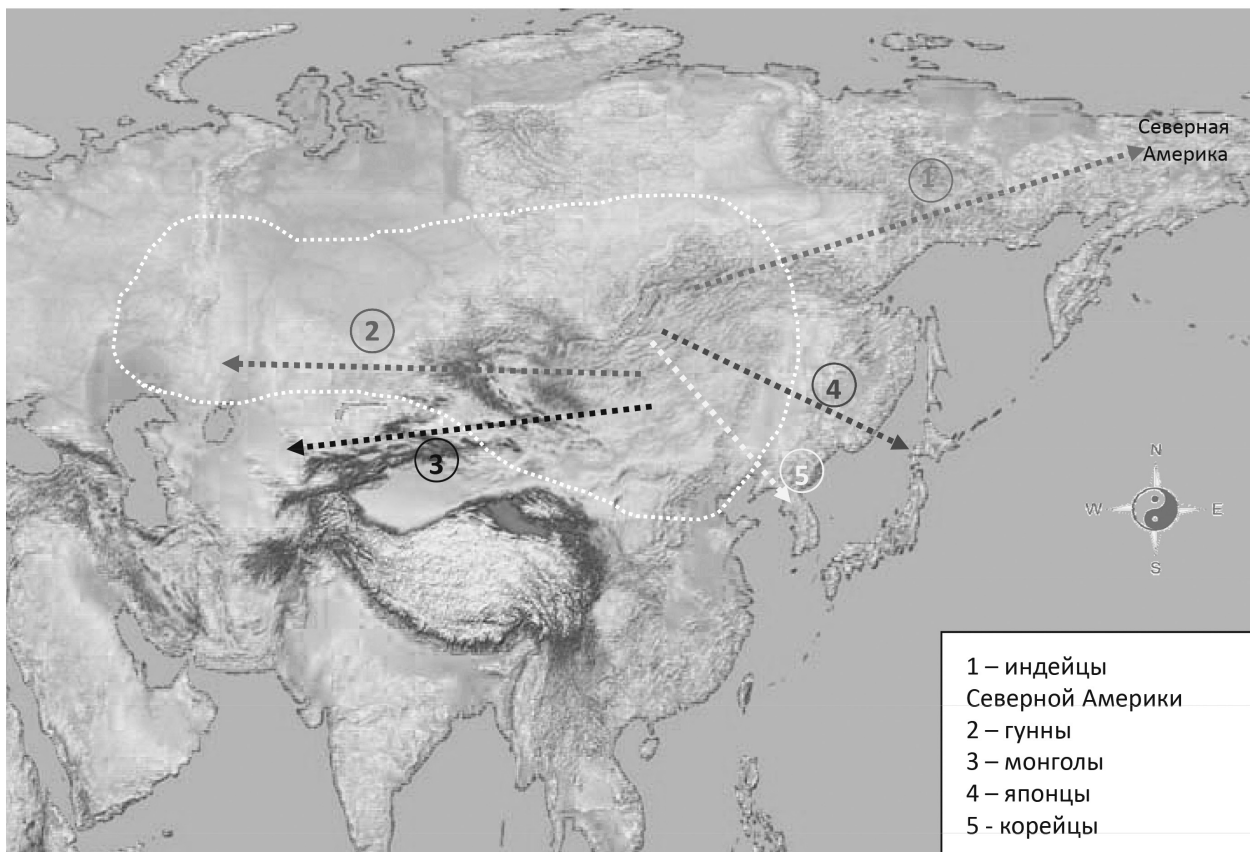 Северная
Америка
1
2
4
3
5
N
W
E
S
1 – индейцы
Северной Америки
2 – гунны
3 – монголы
4 – японцы
5 - корейцы